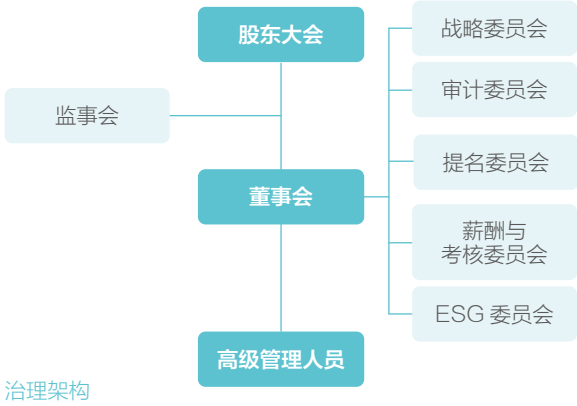 股东大会
监事会
董事会
高级管理人员
战略委员会
审计委员会
提名委员会
薪酬与
考核委员会
ESG 委员会
治理架构